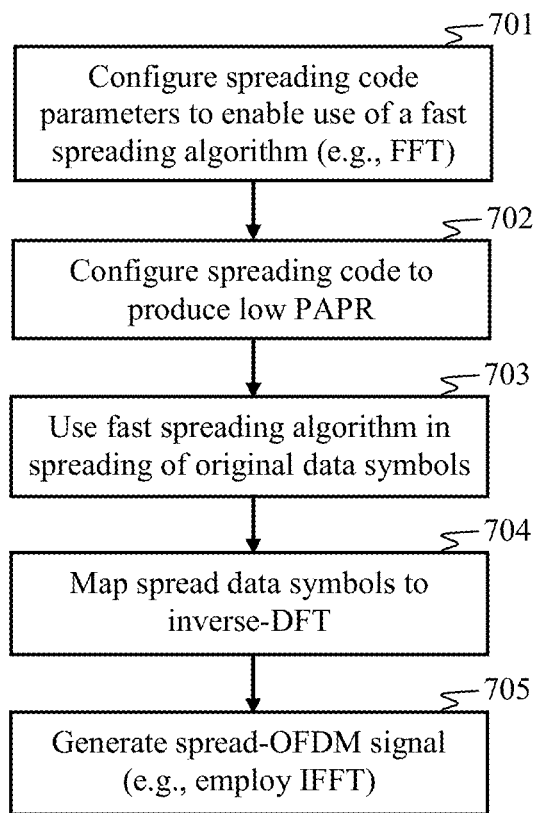 701
Configure spreading code
parameters to enable use of a fast
spreading algorithm (e.g., FFT)
702
Configure spreading code to
produce low PAPR
703
Use fast spreading algorithm in
spreading of original data symbols
704
Map spread data symbols to
inverse-DFT
705
Generate spread-OFDM signal
(e.g., employ IFFT)